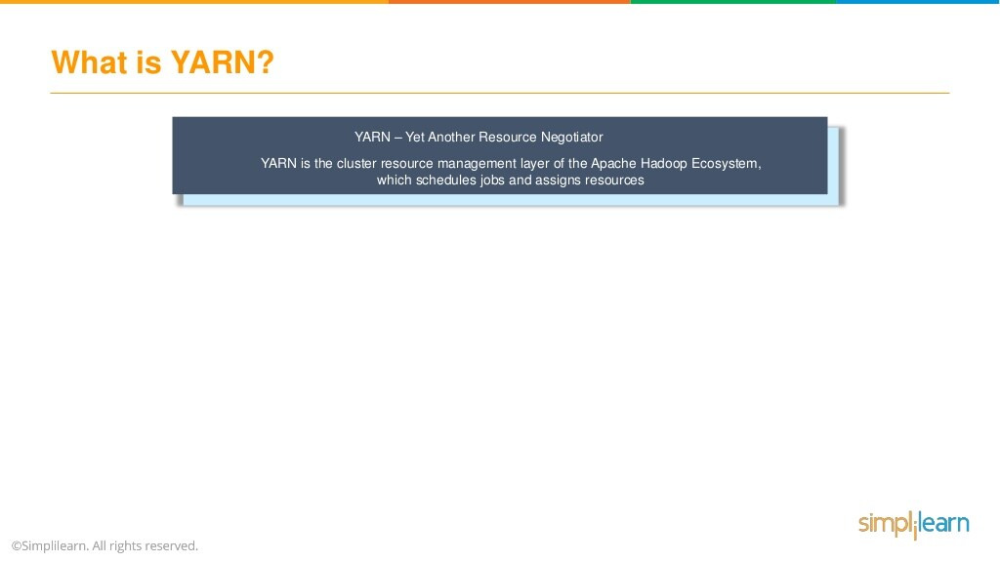 What is YARN?
YARN – Yet Another Resource Negotiator
YARN is the cluster resource management layer of the Apache Hadoop Ecosystem,
which schedules jobs and assigns resources
simplilearn
©Simplilearn. All rights reserved.